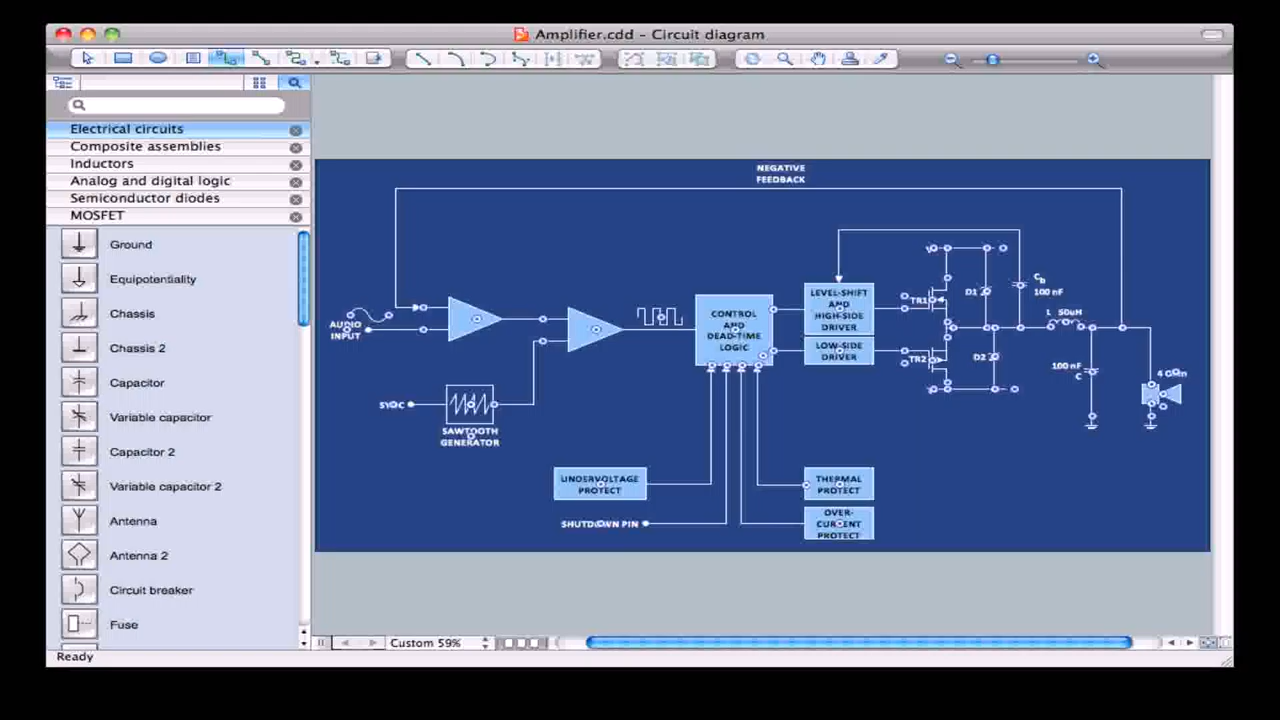 Amplifier.cdd - Circuit diagram
Electrical circuits
Composite assemblies
Inductors
Analog and digital logic
Semiconductor diodes
MOSFET
Ground
Equipotentiality
Chassis
Chassis 2
Capacitor
Variable capacitor
Capacitor 2
Variable capacitor 2
Antenna
Antenna 2
Circuit breaker
Fuse
NEGATIVE
FEEDBACK
AUDIO
INPUT
SYNC
SAWTOOTH
GENERATOR
CONTROL
AND
DEAD-TIME
LOGIC
LEVEL-SHIFT
AND
HIGH-SIDE
DRIVER
LOW-SIDE
DRIVER
TR1
TR2
D1
D2
Cb
100 nF
L 50uH
100 nF
C
UNDERVOLTAGE
PROTECT
SHUTDOWN PIN
THERMAL
PROTECT
OVER-
CURRENT
PROTECT
Custom 59%
Ready